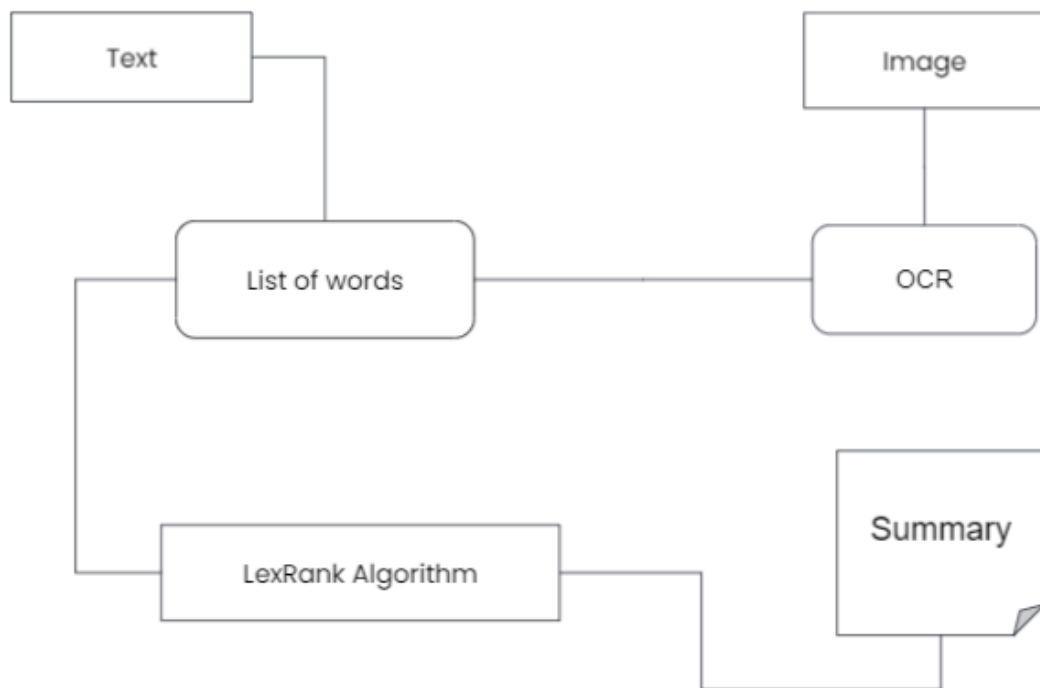 Text
Image
List of words
OCR
Summary
LexRank Algorithm